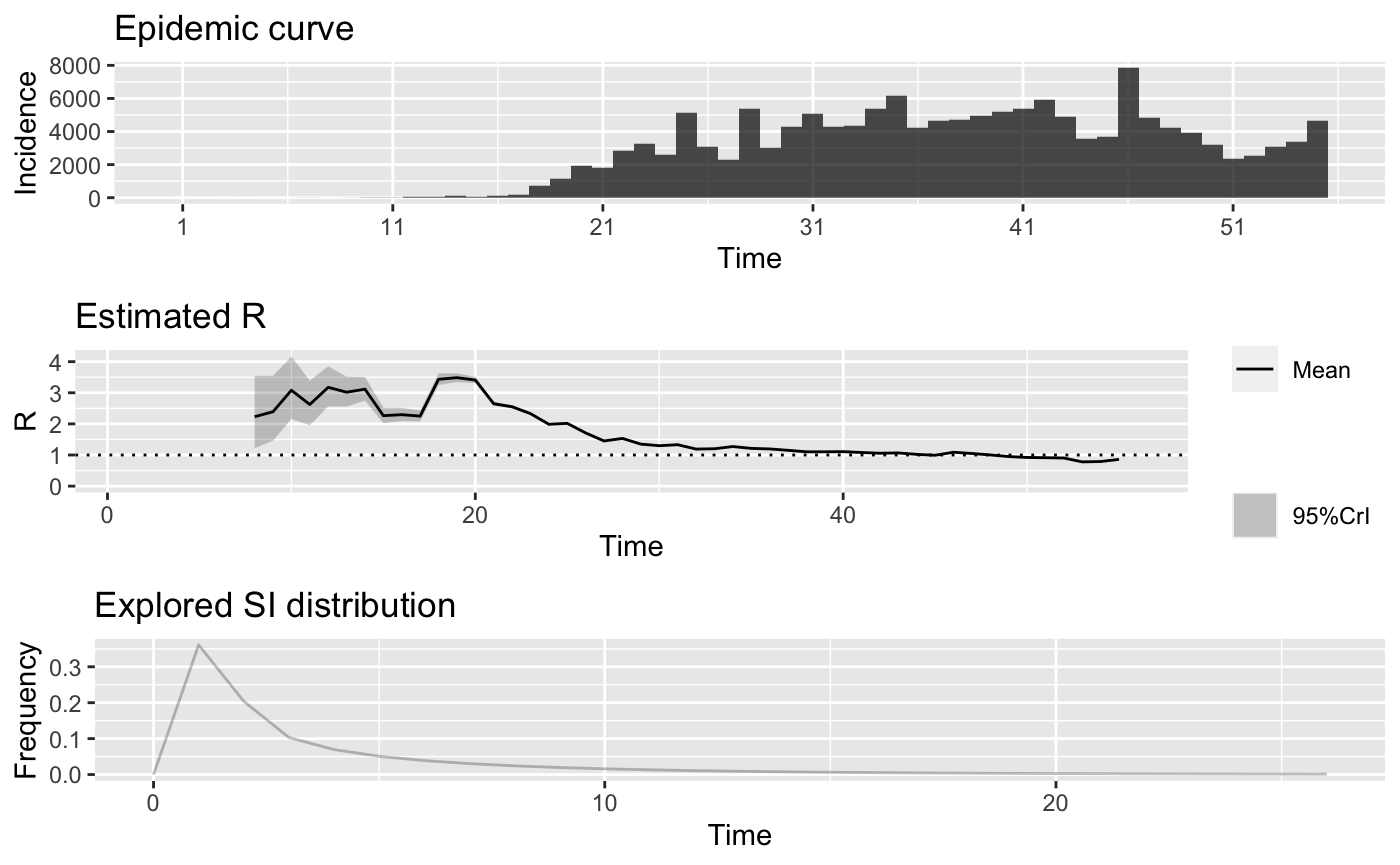 Epidemic curve
Incidence
8000
6000
4000
2000
0
1 11 21 31 41 51
Time
Estimated R
R
4
3
2
1
0
0 20 40
Time
Mean
95%CrI
Explored SI distribution
Frequency
0.3
0.2
0.1
0.0
0 10 20
Time